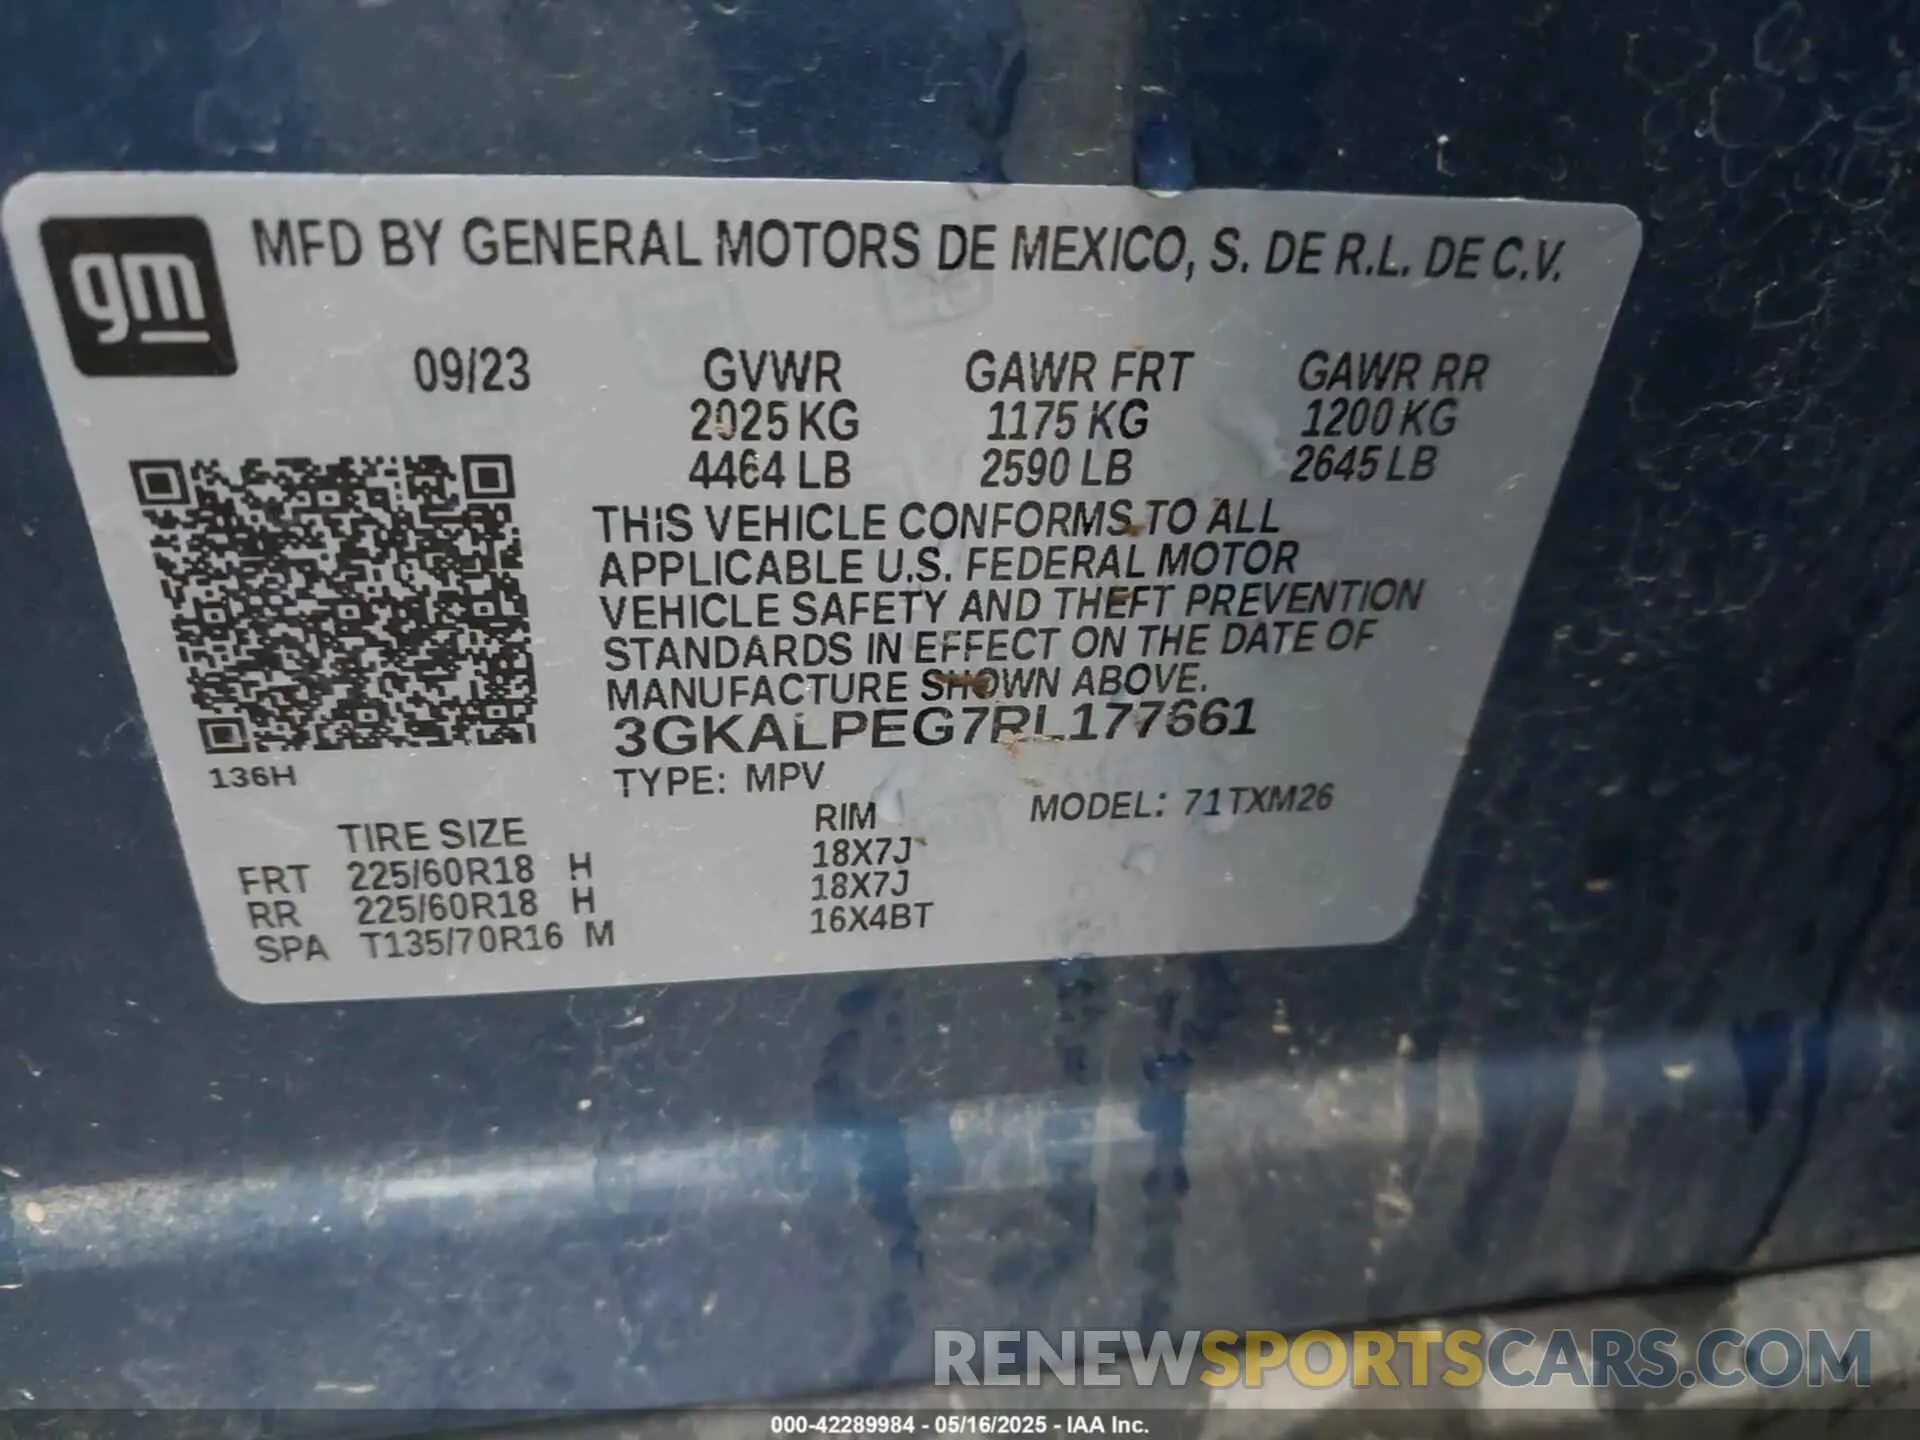 gm
MFD BY GENERAL MOTORS DE MEXICO, S. DE R.L. DE C.V.
09/23 GVWR GAWR FRT GAWR RR
2025 KG 1175 KG 1200 KG
4464 LB 2590 LB 2645 LB
THIS VEHICLE CONFORMS TO ALL
APPLICABLE U.S. FEDERAL MOTOR
VEHICLE SAFETY AND THEFT PREVENTION
STANDARDS IN EFFECT ON THE DATE OF
MANUFACTURE SHOWN ABOVE.
3GKALPEG7RL177661
136H
TYPE: MPV
MODEL: 71TXM26
TIRE SIZE RIM
FRT 225/60R18 H 18X7J
RR 225/60R18 H 18X7J
SPA T135/70R16 M 16X4BT
RENEWSPORTSCARS.COM
000-42289984 - 05/16/2025 - IAA Inc.